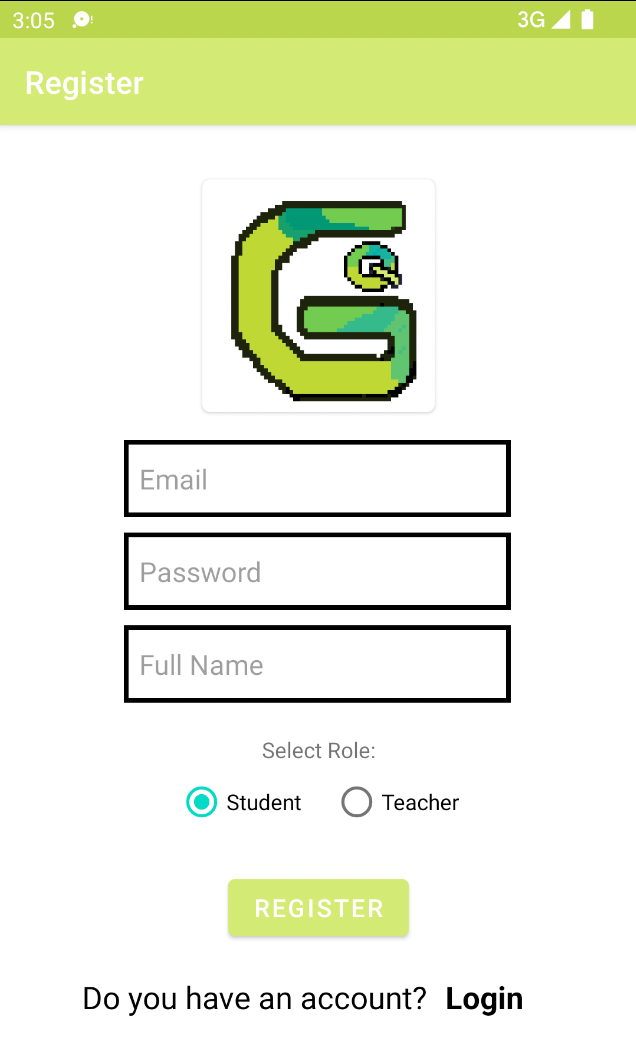 3:05 3G
Register
G
Q
Email
Password
Full Name
Select Role:
Student Teacher
REGISTER
Do you have an account? Login